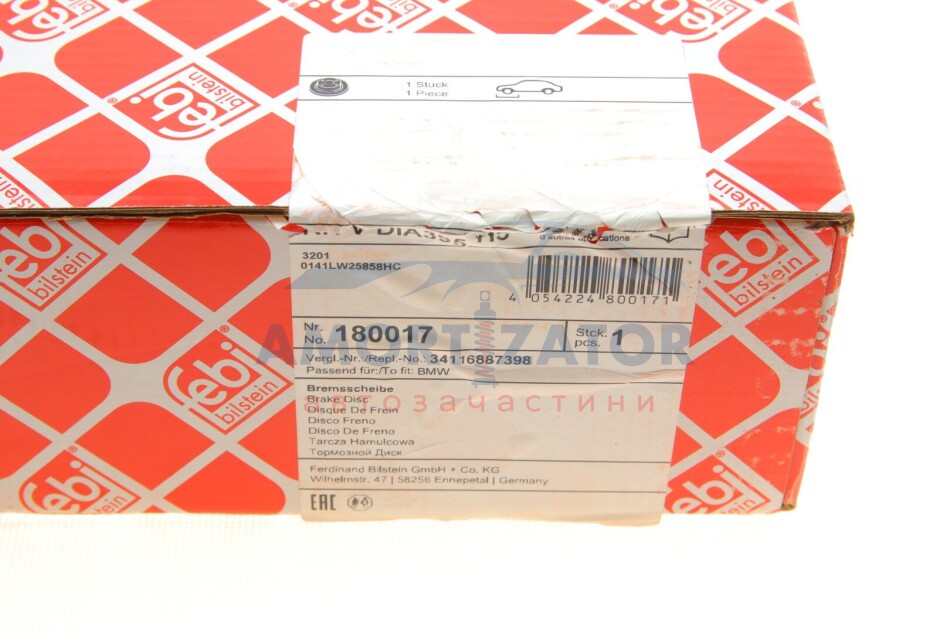 febi
bilstein
1 Stück
1 Piece
DIA355
d'autres applications
3201
0141LW25858HC
4 054224 800171
Nr.
No. 180017
Stck.
pcs. 1
Vergl.-Nr./Repl.-No.: 34116887398
Passend für:/To fit: BMW
Bremsscheibe
Brake Disc
Disque De Frein
Disco Freno
Disco De Freno
Tarcza Hamulcowa
Тормозной Диск
Ferdinand Bilstein GmbH + Co. KG
Wilhelmstr. 47 | 58256 Ennepetal | Germany
EAC
AMORTIZATOR
автозачастини